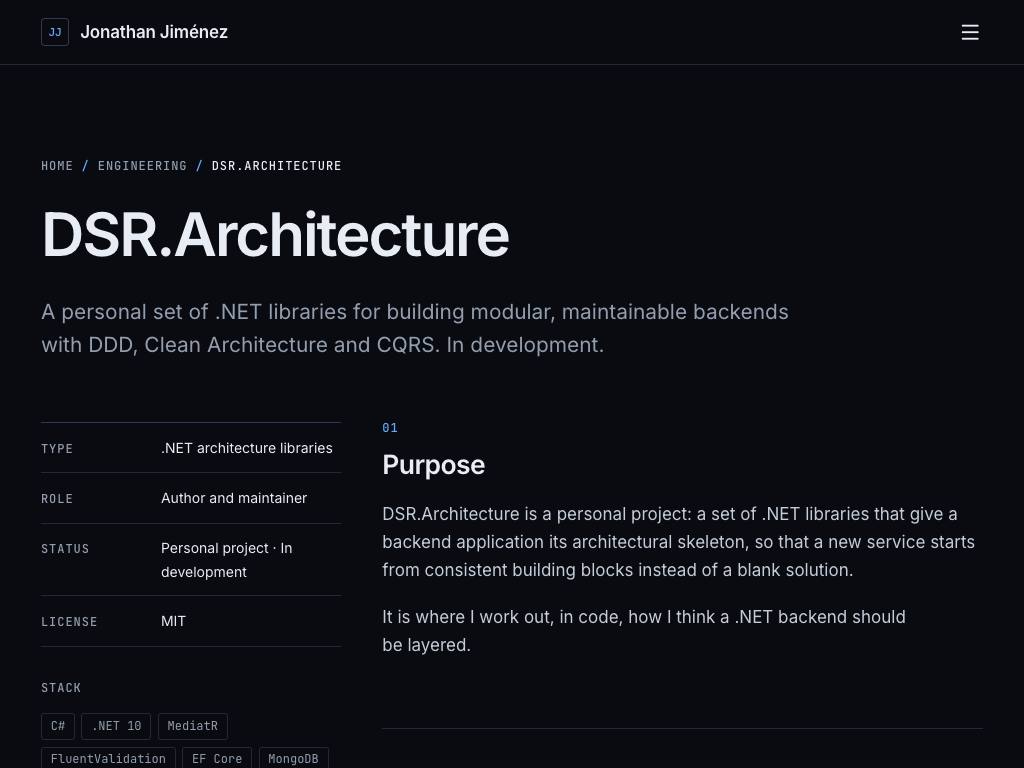 JJ Jonathan Jiménez
HOME / ENGINEERING / DSR.ARCHITECTURE
DSR.Architecture
A personal set of .NET libraries for building modular, maintainable backends
with DDD, Clean Architecture and CQRS. In development.
TYPE .NET architecture libraries
ROLE Author and maintainer
STATUS Personal project · In
development
LICENSE MIT
STACK
C# .NET 10 MediatR
FluentValidation EF Core MongoDB
01
Purpose
DSR.Architecture is a personal project: a set of .NET libraries that give a
backend application its architectural skeleton, so that a new service starts
from consistent building blocks instead of a blank solution.
It is where I work out, in code, how I think a .NET backend should
be layered.